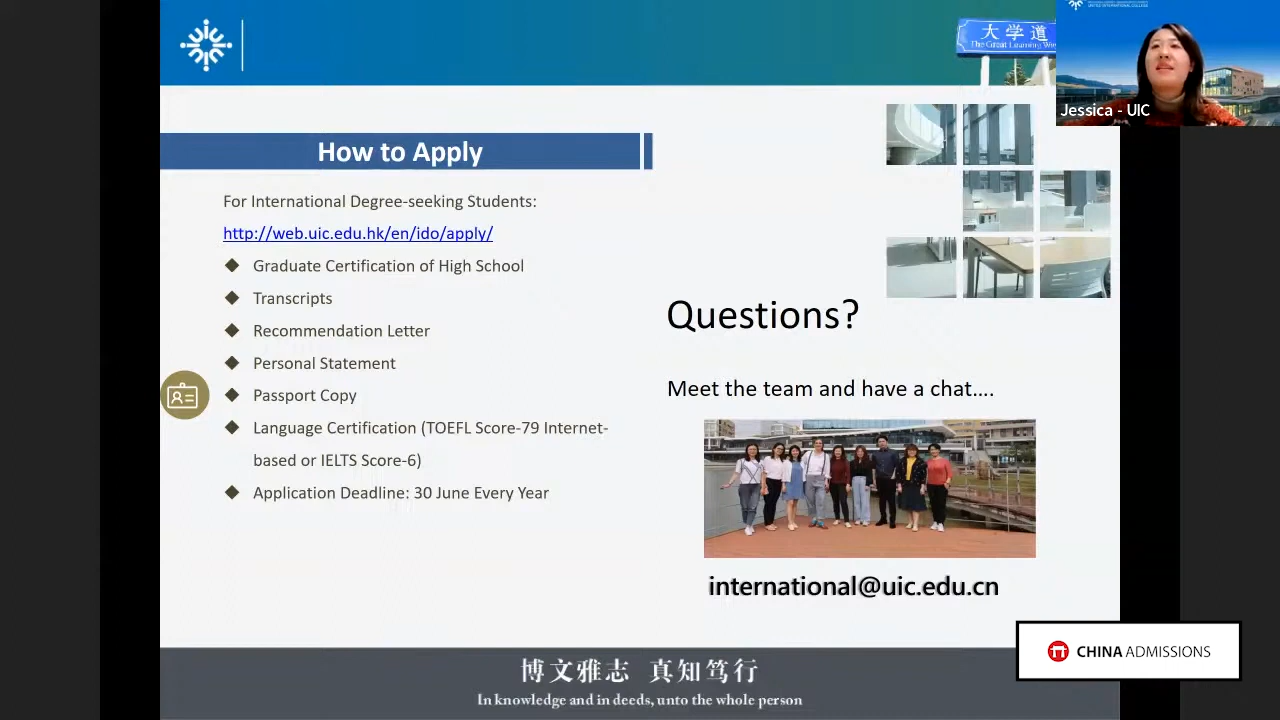 大学道
The Great Learning Way
UNITED INTERNATIONAL COLLEGE
Jessica - UIC
How to Apply
For International Degree-seeking Students:
http://web.uic.edu.hk/en/ido/apply/
Graduate Certification of High School
Transcripts
Recommendation Letter
Personal Statement
Passport Copy
Language Certification (TOEFL Score-79 Internet-
based or IELTS Score-6)
Application Deadline: 30 June Every Year
Questions?
Meet the team and have a chat....
international@uic.edu.cn
CHINA ADMISSIONS
博文雅志 真知笃行
In knowledge and in deeds, unto the whole person